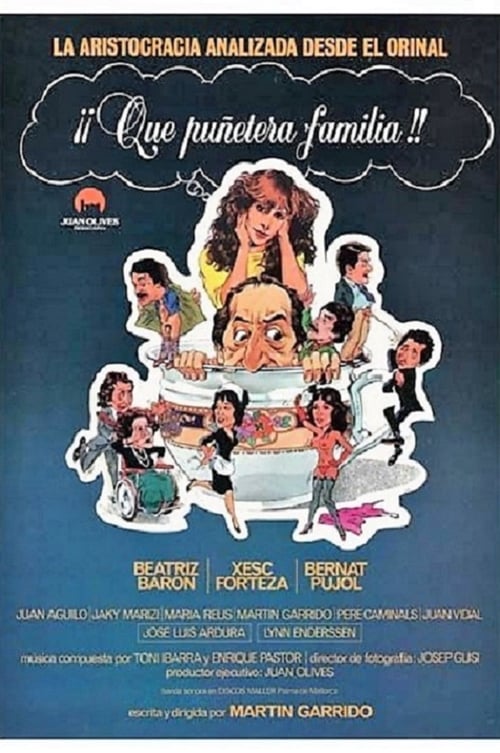 LA ARISTOCRACIA ANALIZADA DESDE EL ORINAL
¡¡Que puñetera familia!!
JUAN OLIVES
BEATRIZ BARON | XESC FORTEZA | BERNAT PUJOL
JUAN AGUILO | JAKY MARIZI | MARIA REUS | MARTIN GARRIDO | PERE CAMINALS | JUAN VIDAL
JOSE LUIS ARDURA | LYNN ENDERSSEN
música compuesta por TONI IBARRA y ENRIQUE PASTOR | director de fotografía: JOSEP GUISI
productor ejecutivo: JUAN OLIVES
banda sonora en DISCOS MALLER Palma de Mallorca
escrita y dirigida por MARTIN GARRIDO